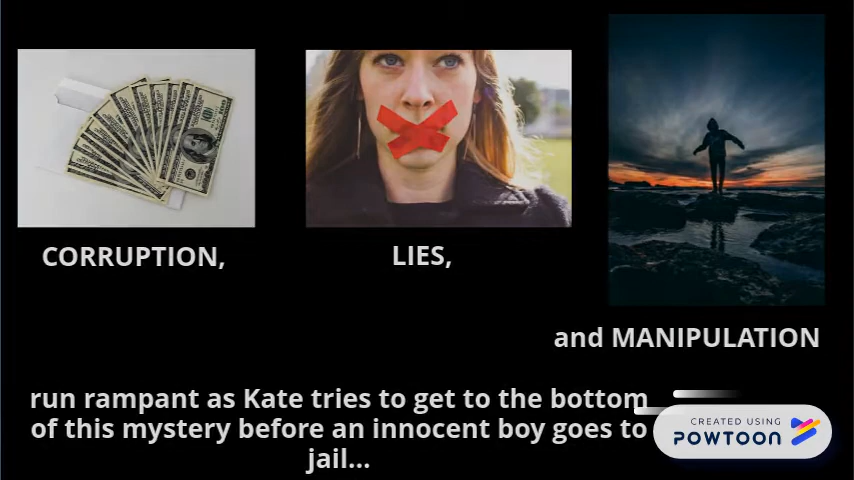 CORRUPTION,
LIES,
and MANIPULATION
run rampant as Kate tries to get to the bottom
of this mystery before an innocent boy goes to
jail...
CREATED USING
POWTOON